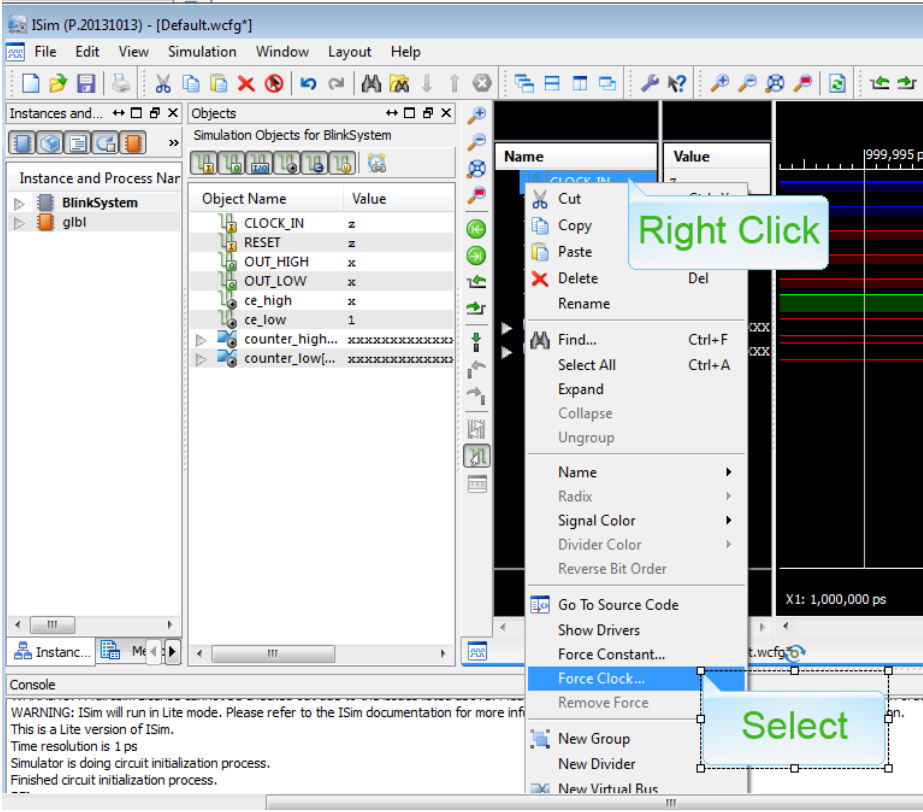 ISim (P.20131013) - [Default.wcfg*]
File Edit View Simulation Window Layout Help
Instances and...
Objects
Simulation Objects for BlinkSystem
»
Instance and Process Nar
BlinkSystem
glbl
Object Name Value
CLOCK_IN z
RESET z
OUT_HIGH x
OUT_LOW x
ce_high x
ce_low 1
counter_high... xxxxxxxxxxxxx
counter_low[... xxxxxxxxxxxxx
Name Value
CLOCK_IN
999,995 p
Right Click
Cut
Copy
Paste
Delete Del
Rename
Find... Ctrl+F
Select All Ctrl+A
Expand
Collapse
Ungroup
Name
Radix
Signal Color
Divider Color
Reverse Bit Order
Go To Source Code
Show Drivers
Force Constant...
Force Clock...
Remove Force
New Group
New Divider
New Virtual Bus
xxx
xxx
X1: 1,000,000 ps
Select
Instanc...
t.wcfg*
Console
WARNING: ISim will run in Lite mode. Please refer to the ISim documentation for more
This is a Lite version of ISim.
Time resolution is 1 ps
Simulator is doing circuit initialization process.
Finished circuit initialization process.